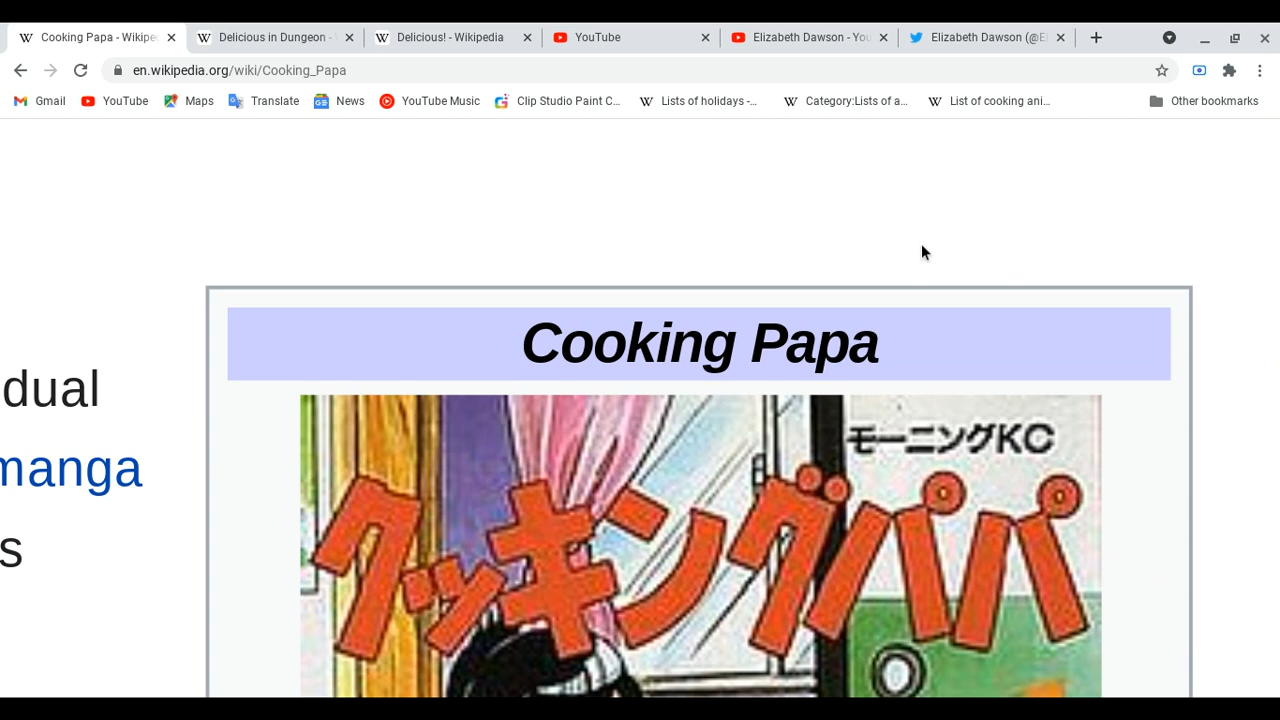 Cooking Papa - Wikipe
Delicious in Dungeon -
Delicious! - Wikipedia
YouTube
Elizabeth Dawson - You
Elizabeth Dawson (@E
en.wikipedia.org/wiki/Cooking_Papa
Gmail YouTube Maps Translate News YouTube Music Clip Studio Paint C... Lists of holidays -... Category:Lists of a... List of cooking ani... Other bookmarks
dual
manga
s
Cooking Papa
モーニングKC
クッキングパパ